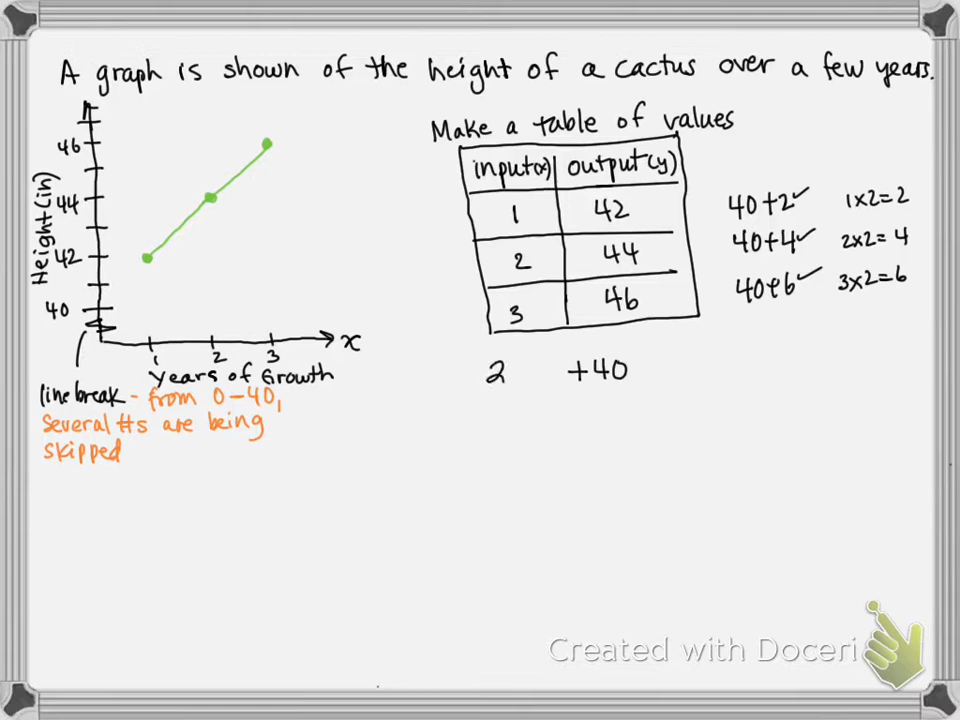 A graph is shown of the height of a cactus over a few years.
Make a table of values
46
44
42
40
Height (in)
1 2 3
x
Years of Growth
line break - from 0-40,
Several #s are being
skipped
input(x) output(y)
1 42
2 44
3 46
40+2✓ 1x2=2
40+4✓ 2x2=4
40+6✓ 3x2=6
2 +40
Created with Doceri